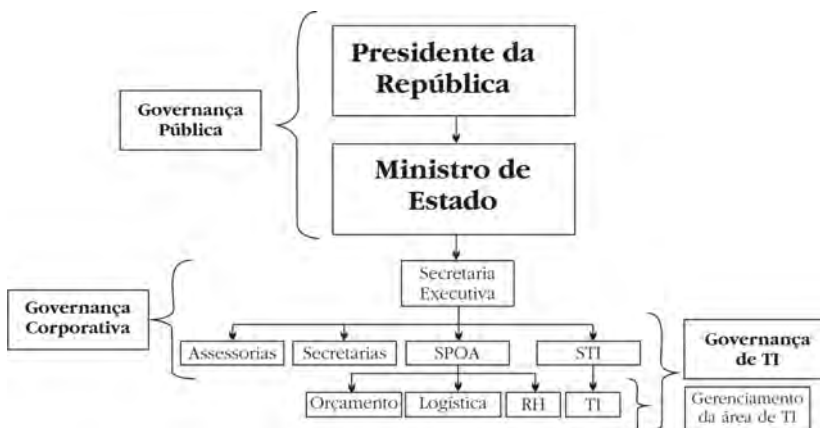 Presidente da
República
Governança
Pública
Ministro de
Estado
Secretaria
Executiva
Governança
Corporativa
Assessorias
Secretarias
SPOA
STI
Governança
de TI
Orçamento
Logística
RH
TI
Gerenciamento
da área de TI